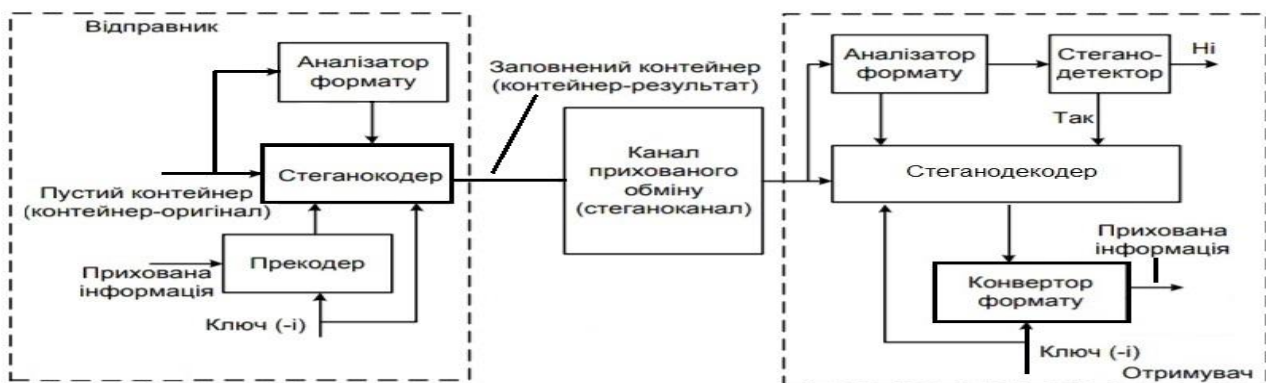 Відправник
Аналізатор
формату
Стеганокодер
Пустий контейнер
(контейнер-оригінал)
Прекодер
Прихована
інформація
Ключ (-і)
Заповнений контейнер
(контейнер-результат)
Канал
прихованого
обміну
(стеганоканал)
Аналізатор
формату
Стегано-
детектор
Ні
Так
Стеганодекодер
Прихована
інформація
Конвертор
формату
Ключ (-і)
Отримувач